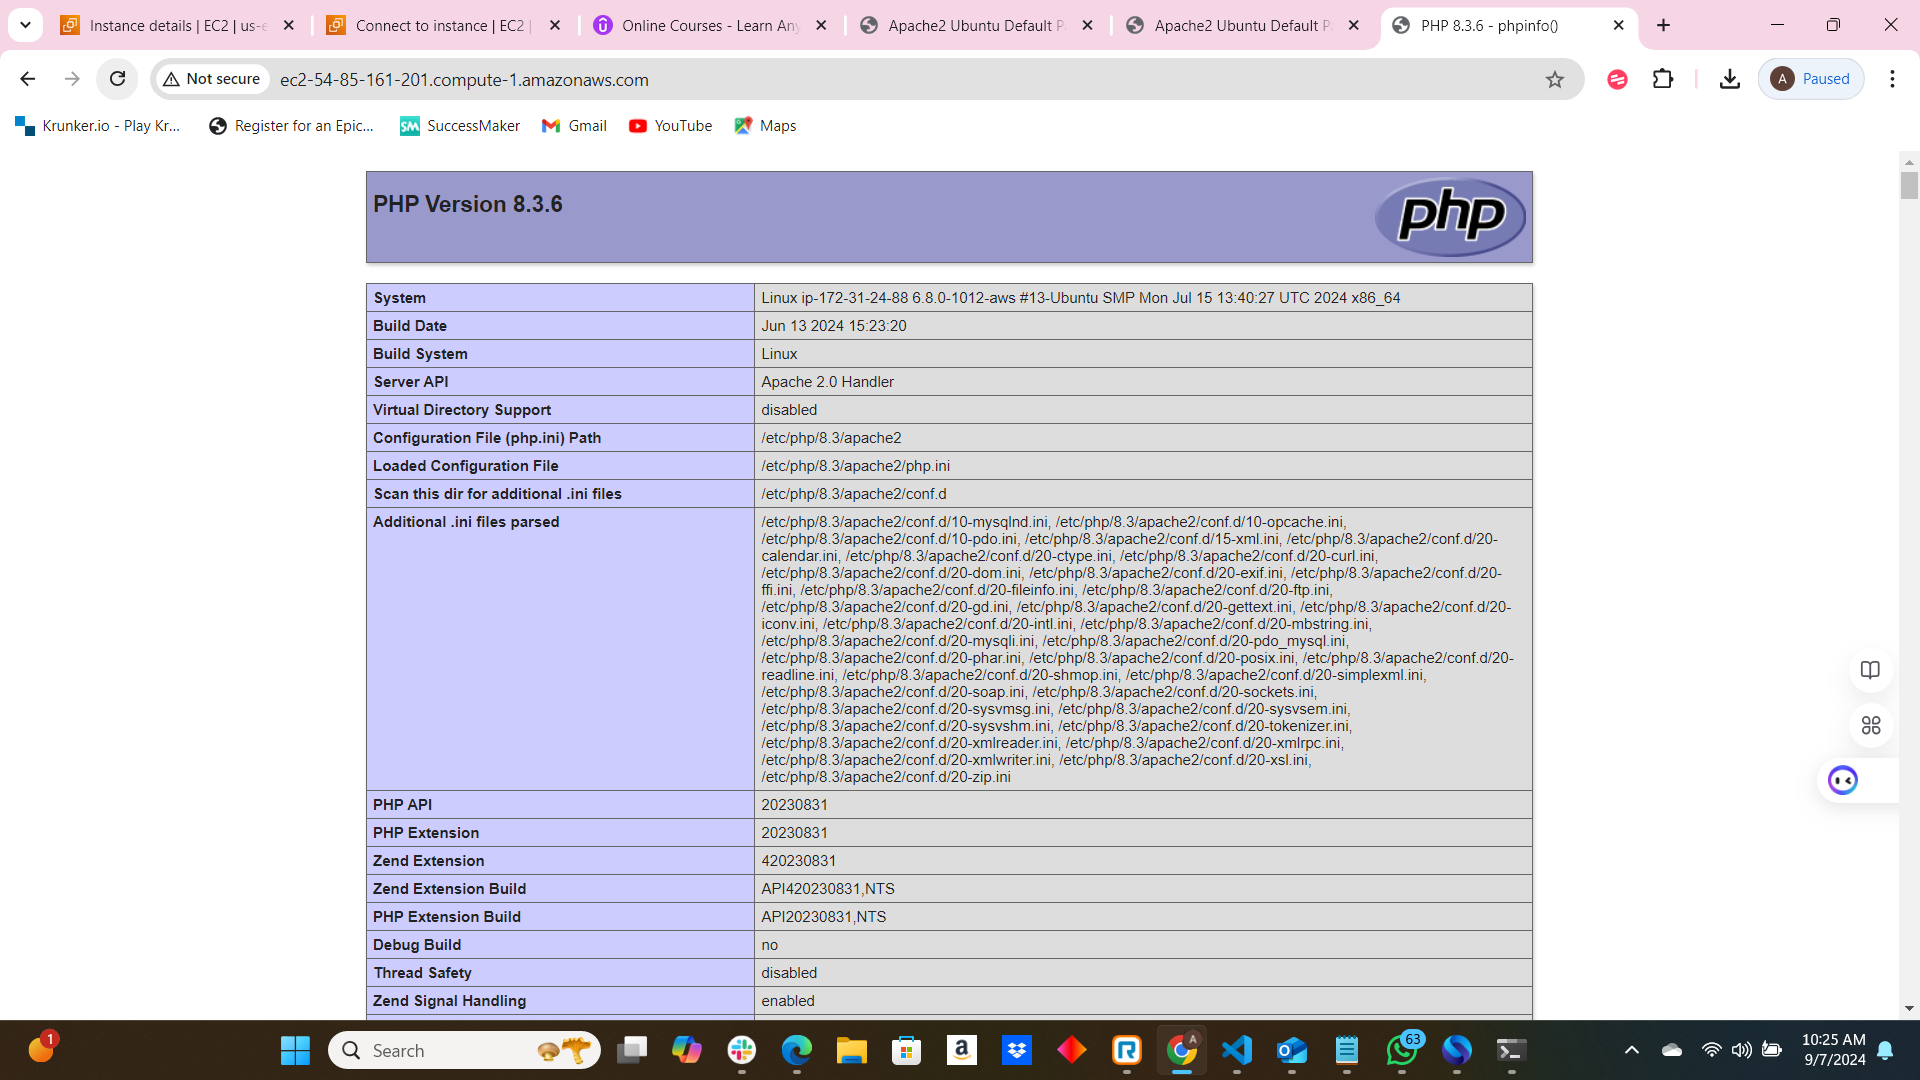 Instance details | EC2 | us-e
Connect to instance | EC2 |
Online Courses - Learn Any
Apache2 Ubuntu Default Pa
Apache2 Ubuntu Default Pa
PHP 8.3.6 - phpinfo()
Not secure
ec2-54-85-161-201.compute-1.amazonaws.com
A
Paused
Krunker.io - Play Kr...
Register for an Epic...
SM
SuccessMaker
Gmail
YouTube
Maps
PHP Version 8.3.6
php
System Linux ip-172-31-24-88 6.8.0-1012-aws #13-Ubuntu SMP Mon Jul 15 13:40:27 UTC 2024 x86_64
Build Date Jun 13 2024 15:23:20
Build System Linux
Server API Apache 2.0 Handler
Virtual Directory Support disabled
Configuration File (php.ini) Path /etc/php/8.3/apache2
Loaded Configuration File /etc/php/8.3/apache2/php.ini
Scan this dir for additional .ini files /etc/php/8.3/apache2/conf.d
Additional .ini files parsed /etc/php/8.3/apache2/conf.d/10-mysqlnd.ini, /etc/php/8.3/apache2/conf.d/10-opcache.ini,
/etc/php/8.3/apache2/conf.d/10-pdo.ini, /etc/php/8.3/apache2/conf.d/15-xml.ini, /etc/php/8.3/apache2/conf.d/20-
calendar.ini, /etc/php/8.3/apache2/conf.d/20-ctype.ini, /etc/php/8.3/apache2/conf.d/20-curl.ini,
/etc/php/8.3/apache2/conf.d/20-dom.ini, /etc/php/8.3/apache2/conf.d/20-exif.ini, /etc/php/8.3/apache2/conf.d/20-
ffi.ini, /etc/php/8.3/apache2/conf.d/20-fileinfo.ini, /etc/php/8.3/apache2/conf.d/20-ftp.ini,
/etc/php/8.3/apache2/conf.d/20-gd.ini, /etc/php/8.3/apache2/conf.d/20-gettext.ini, /etc/php/8.3/apache2/conf.d/20-
iconv.ini, /etc/php/8.3/apache2/conf.d/20-intl.ini, /etc/php/8.3/apache2/conf.d/20-mbstring.ini,
/etc/php/8.3/apache2/conf.d/20-mysqli.ini, /etc/php/8.3/apache2/conf.d/20-pdo_mysql.ini,
/etc/php/8.3/apache2/conf.d/20-phar.ini, /etc/php/8.3/apache2/conf.d/20-posix.ini, /etc/php/8.3/apache2/conf.d/20-
readline.ini, /etc/php/8.3/apache2/conf.d/20-shmop.ini, /etc/php/8.3/apache2/conf.d/20-simplexml.ini,
/etc/php/8.3/apache2/conf.d/20-soap.ini, /etc/php/8.3/apache2/conf.d/20-sockets.ini,
/etc/php/8.3/apache2/conf.d/20-sysvmsg.ini, /etc/php/8.3/apache2/conf.d/20-sysvsem.ini,
/etc/php/8.3/apache2/conf.d/20-sysvshm.ini, /etc/php/8.3/apache2/conf.d/20-tokenizer.ini,
/etc/php/8.3/apache2/conf.d/20-xmlreader.ini, /etc/php/8.3/apache2/conf.d/20-xmlrpc.ini,
/etc/php/8.3/apache2/conf.d/20-xmlwriter.ini, /etc/php/8.3/apache2/conf.d/20-xsl.ini,
/etc/php/8.3/apache2/conf.d/20-zip.ini
PHP API 20230831
PHP Extension 20230831
Zend Extension 420230831
Zend Extension Build API420230831,NTS
PHP Extension Build API20230831,NTS
Debug Build no
Thread Safety disabled
Zend Signal Handling enabled
1
Search
a
R
A
63
10:25 AM
9/7/2024